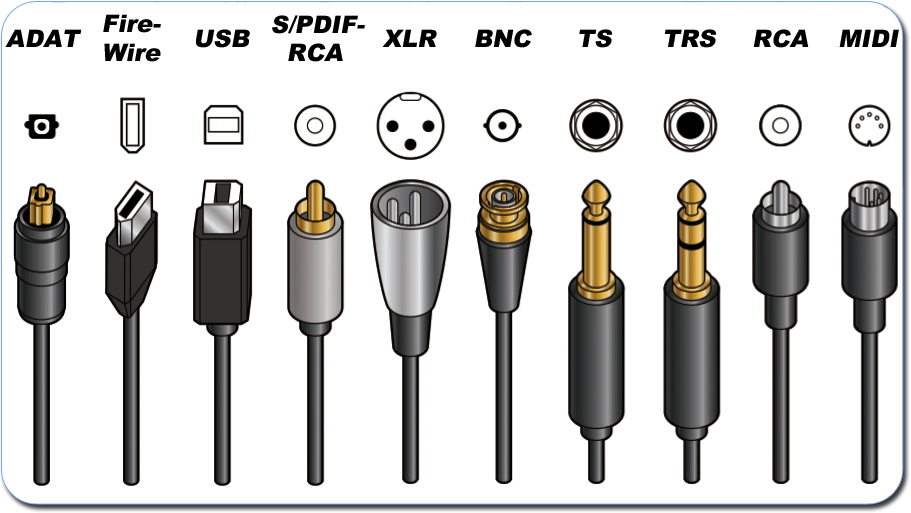 ADAT
Fire-
Wire
USB
S/PDIF-
RCA
XLR
BNC
TS
TRS
RCA
MIDI